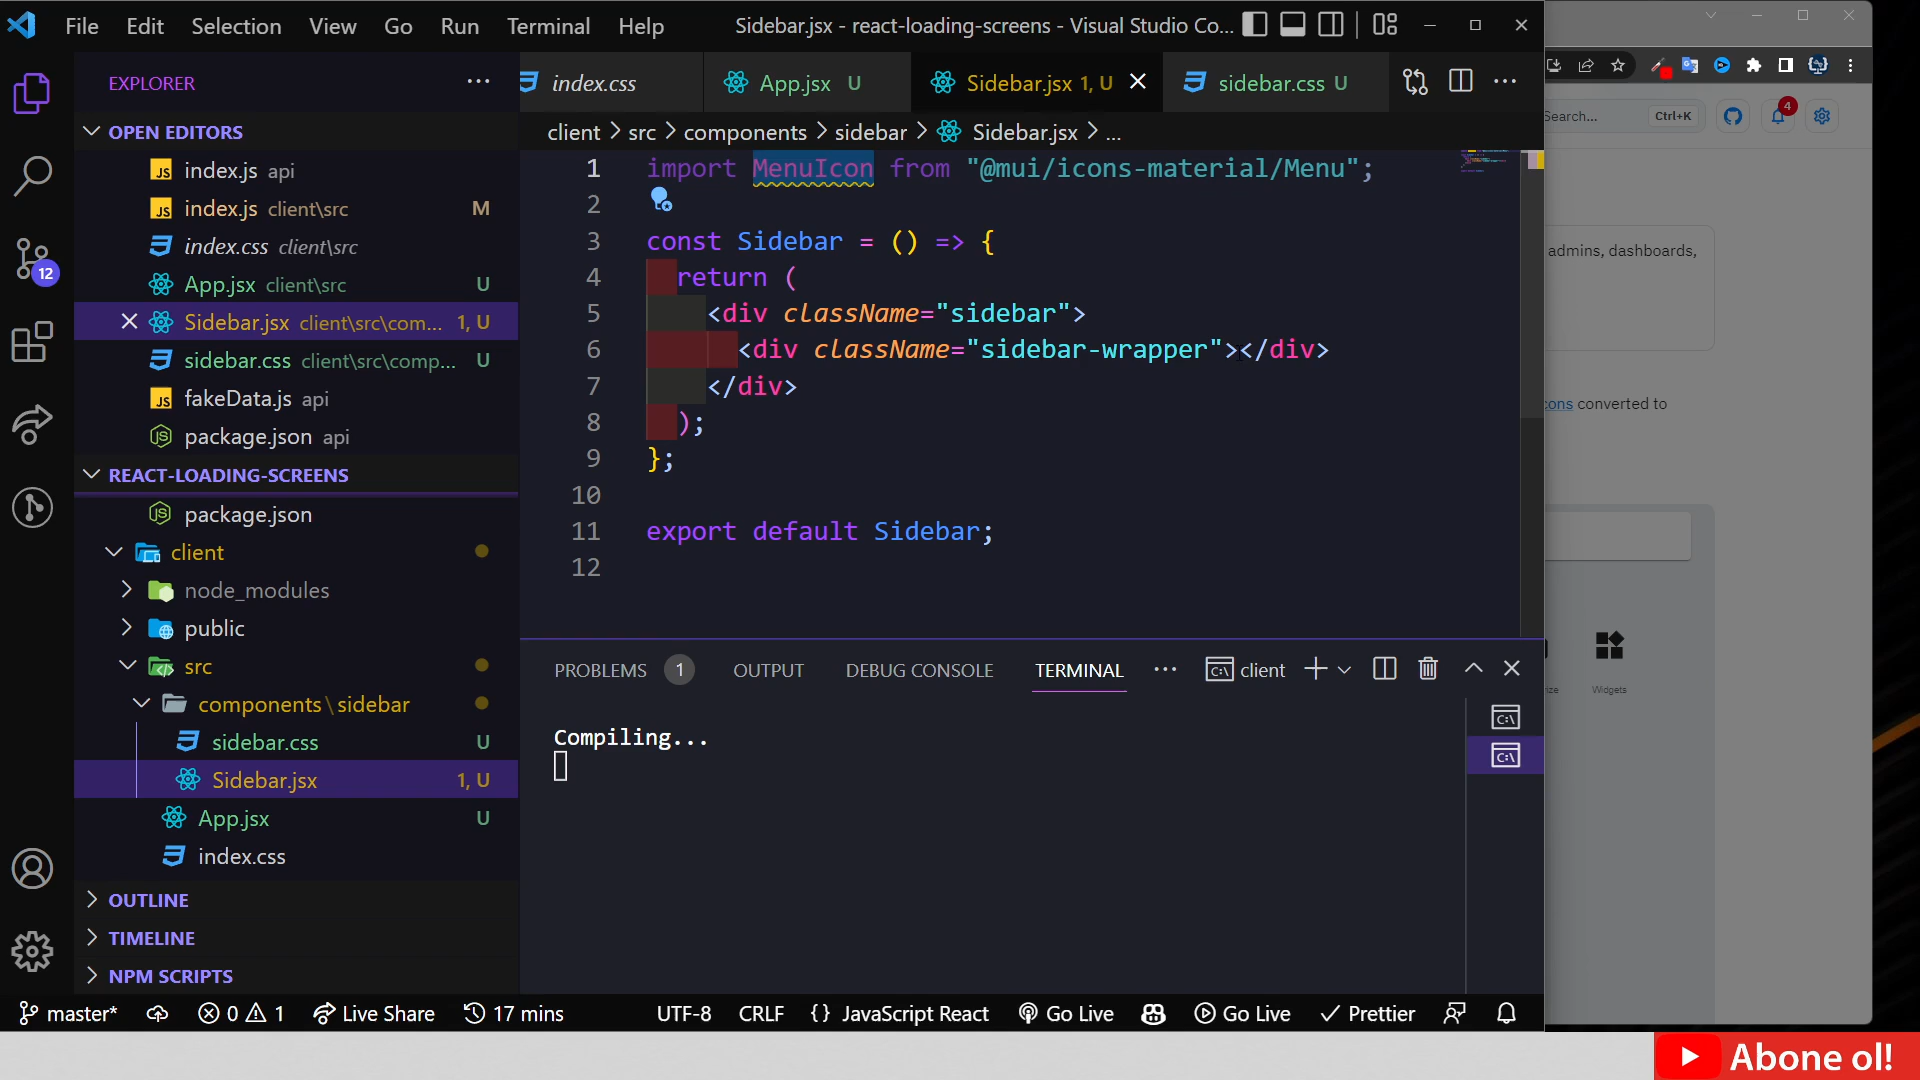 File Edit Selection View Go Run Terminal Help Sidebar.jsx - react-loading-screens - Visual Studio Co...
EXPLORER
index.css App.jsx U Sidebar.jsx 1, U sidebar.css U
client > src > components > sidebar > Sidebar.jsx > ...
OPEN EDITORS
index.js api
index.js client\src M
index.css client\src
App.jsx client\src U
Sidebar.jsx client\src\com... 1, U
sidebar.css client\src\comp... U
fakeData.js api
package.json api
REACT-LOADING-SCREENS
package.json
client
node_modules
public
src
components \ sidebar
sidebar.css U
Sidebar.jsx 1, U
App.jsx U
index.css
OUTLINE
TIMELINE
NPM SCRIPTS
12
1 import MenuIcon from "@mui/icons-material/Menu";
2
3 const Sidebar = () => {
4 return (
5 <div className="sidebar">
6 <div className="sidebar-wrapper"></div>
7 </div>
8 );
9 };
10
11 export default Sidebar;
12
PROBLEMS 1 OUTPUT DEBUG CONSOLE TERMINAL ... client
Compiling...
master* 0 1 Live Share 17 mins UTF-8 CRLF {} JavaScript React Go Live Go Live Prettier
Search... Ctrl+K 4
admins, dashboards,
cons converted to
Widgets
Abone ol!